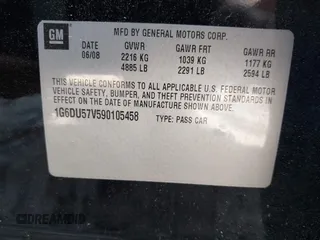 GM
MFD BY GENERAL MOTORS CORP.
DATE GVWR GAWR FRT GAWR RR
06/08 2216 KG 1039 KG 1177 KG
4885 LB 2291 LB 2594 LB
THIS VEHICLE CONFORMS TO ALL APPLICABLE U.S. FEDERAL MOTOR
VEHICLE SAFETY, BUMPER, AND THEFT PREVENTION STANDARDS IN
EFFECT ON THE DATE OF MANUFACTURE SHOWN ABOVE.
1G6DU57V590105458 TYPE: PASS CAR
© DREAMBID